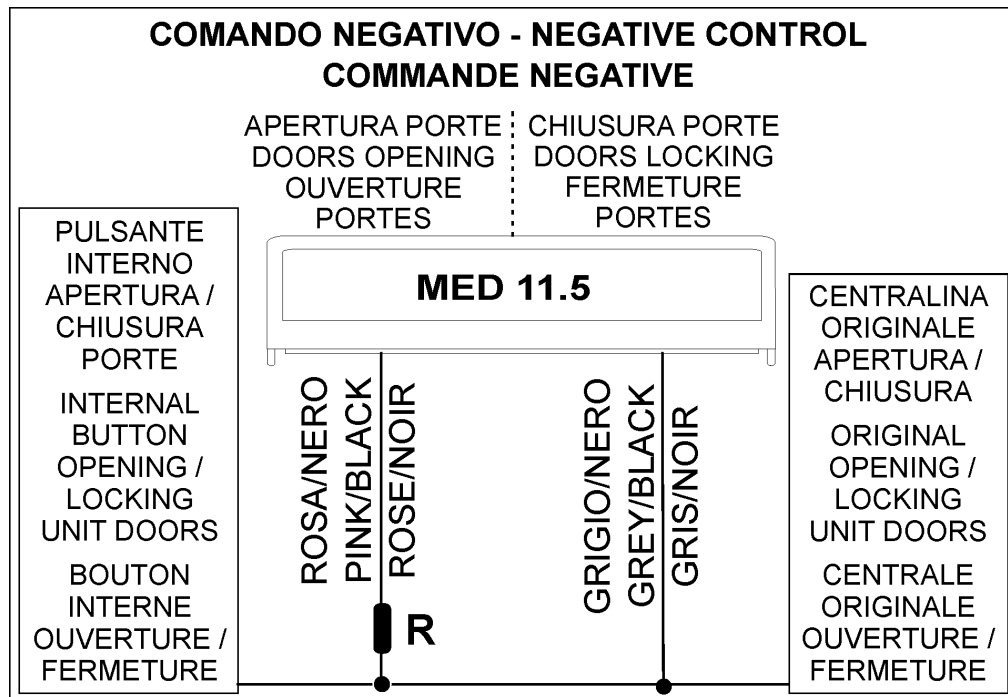 COMANDO NEGATIVO - NEGATIVE CONTROL
COMMANDE NEGATIVE
APERTURA PORTE
DOORS OPENING
OUVERTURE
PORTES
CHIUSURA PORTE
DOORS LOCKING
FERMETURE
PORTES
PULSANTE
INTERNO
APERTURA /
CHIUSURA
PORTE
INTERNAL
BUTTON
OPENING /
LOCKING
UNIT DOORS
BOUTON
INTERNE
OUVERTURE /
FERMETURE
MED 11.5
ROSA/NERO
PINK/BLACK
ROSE/NOIR
R
GRIGIO/NERO
GREY/BLACK
GRIS/NOIR
CENTRALINA
ORIGINALE
APERTURA /
CHIUSURA
ORIGINAL
OPENING /
LOCKING
UNIT DOORS
CENTRALE
ORIGINALE
OUVERTURE /
FERMETURE